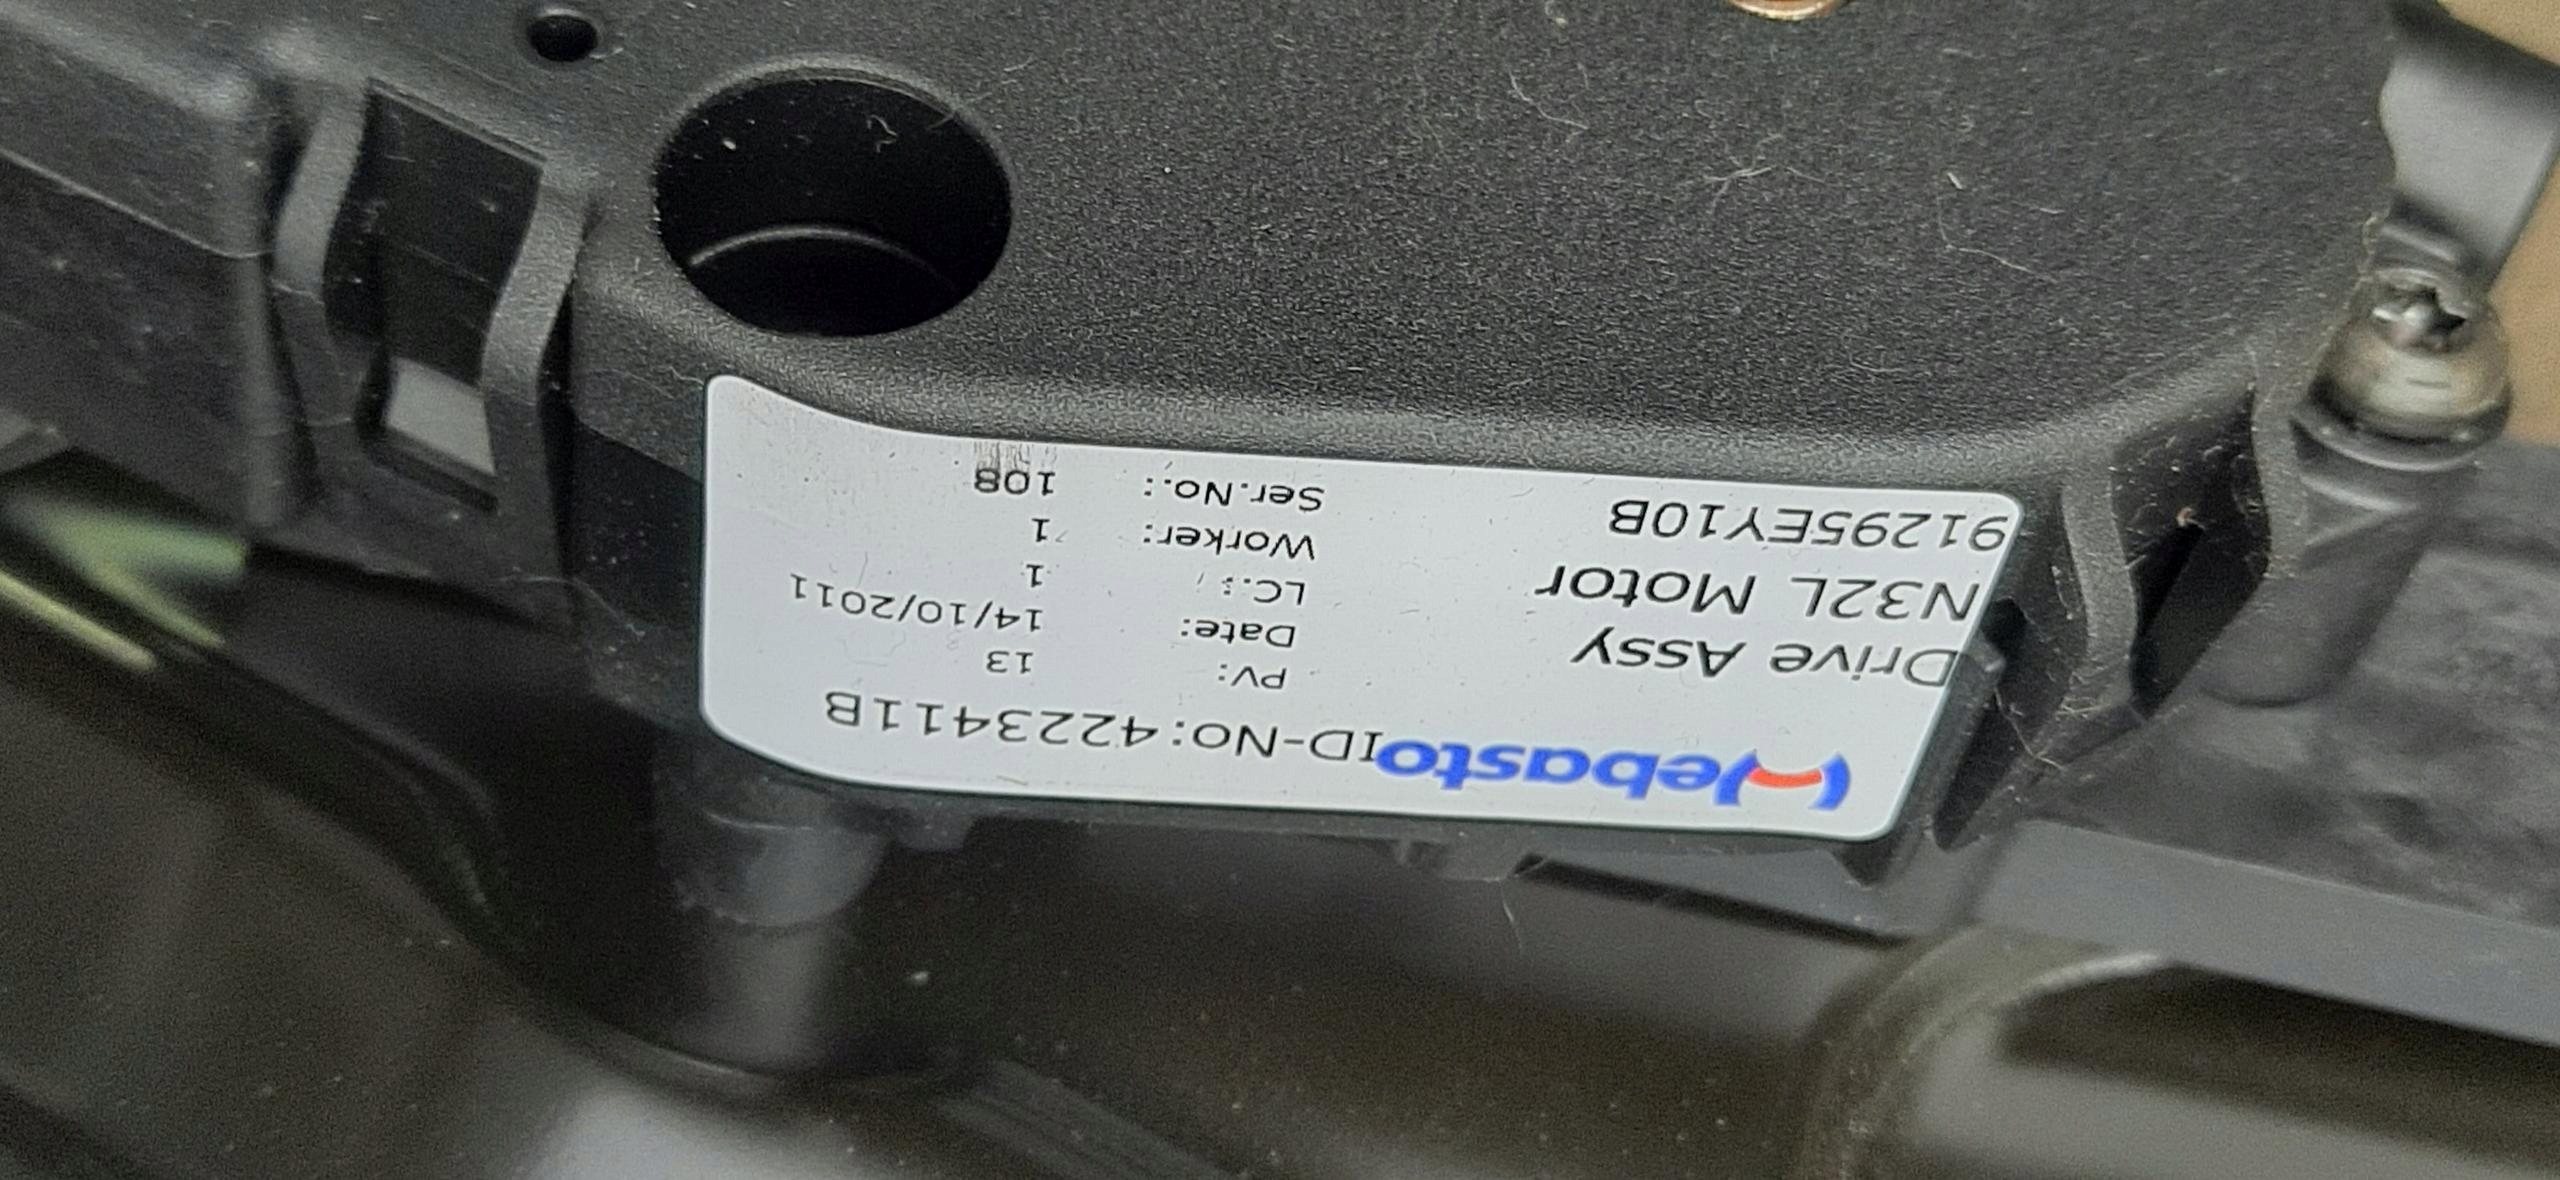 Webasto ID-NO:4223411B
Drive Assy
N32L Motor
91295EY10B
PV: 13
Date: 14/10/2011
LC.: 1
Worker: 1
Ser.No.: 108